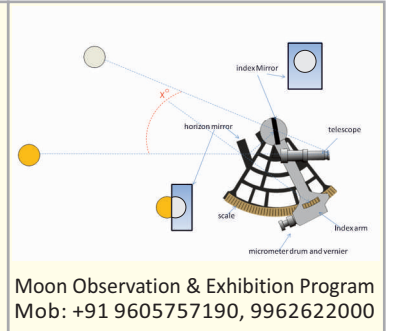 index Mirror
X°
horizon mirror
telescope
scale
Index arm
micrometer drum and vernier
Moon Observation & Exhibition Program
Mob: +91 9605757190, 9962622000